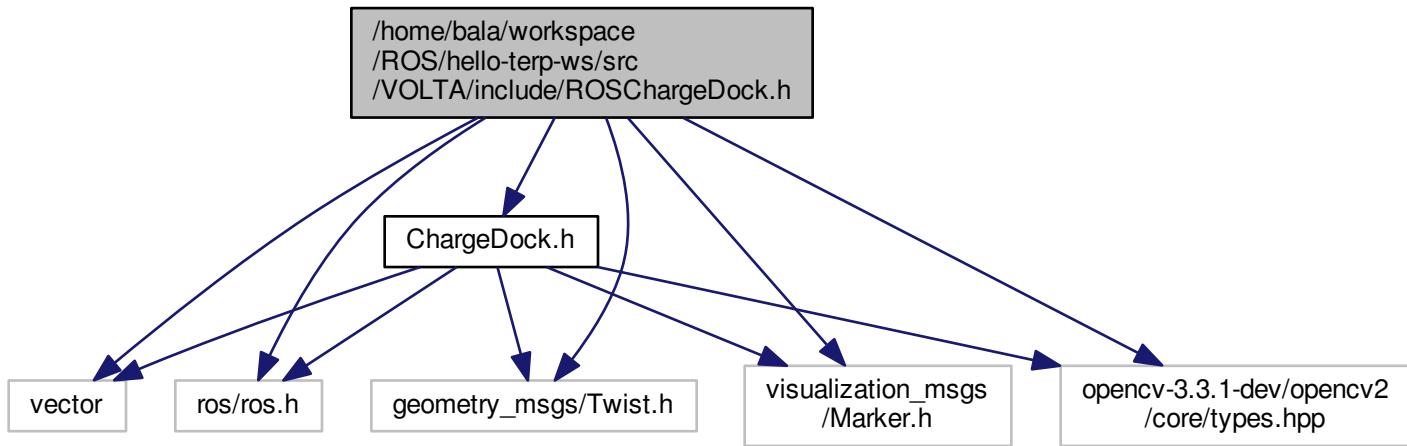 /home/bala/workspace
/ROS/hello-terp-ws/src
/VOLTA/include/ROSChargeDock.h
ChargeDock.h
vector
ros/ros.h
geometry_msgs/Twist.h
visualization_msgs
/Marker.h
opencv-3.3.1-dev/opencv2
/core/types.hpp